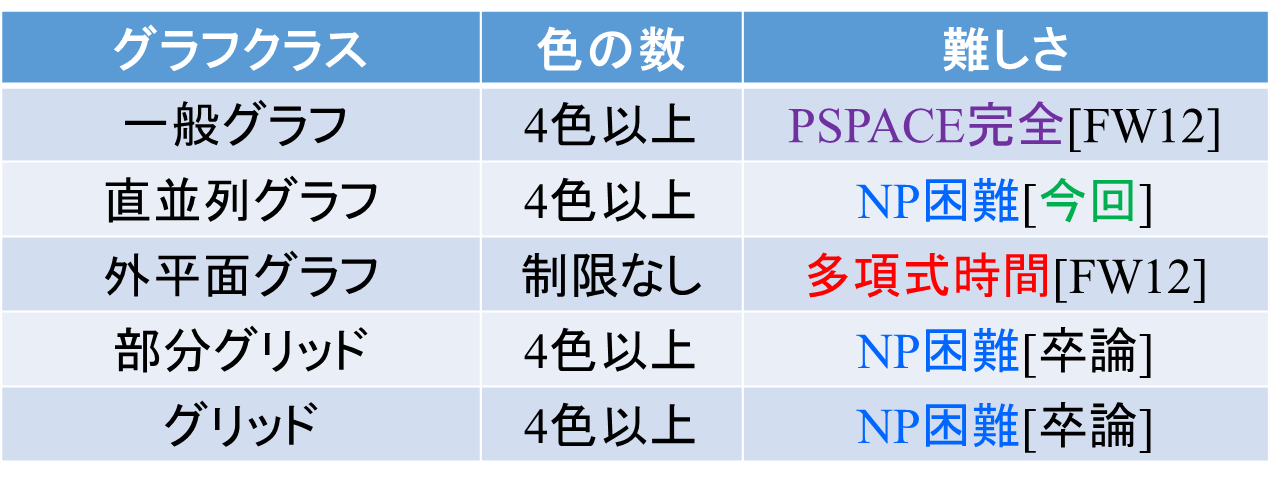 グラフクラス 色の数 難しさ
一般グラフ 4色以上 PSPACE完全[FW12]
直並列グラフ 4色以上 NP困難[今回]
外平面グラフ 制限なし 多項式時間[FW12]
部分グリッド 4色以上 NP困難[卒論]
グリッド 4色以上 NP困難[卒論]